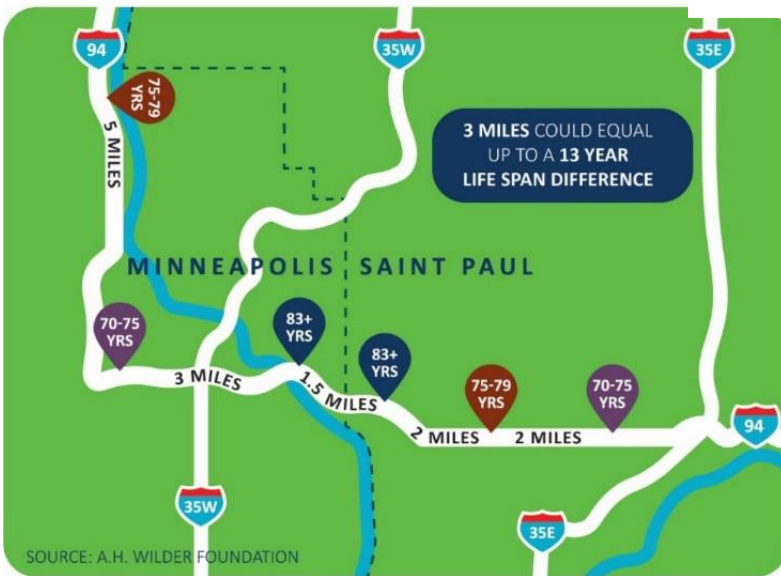 94
35W
35E
75-79
YRS
5 MILES
3 MILES COULD EQUAL
UP TO A 13 YEAR
LIFE SPAN DIFFERENCE
MINNEAPOLIS
SAINT PAUL
70-75
YRS
83+
YRS
83+
YRS
75-79
YRS
70-75
YRS
3 MILES
1.5 MILES
2 MILES
2 MILES
94
35W
35E
SOURCE: A.H. WILDER FOUNDATION